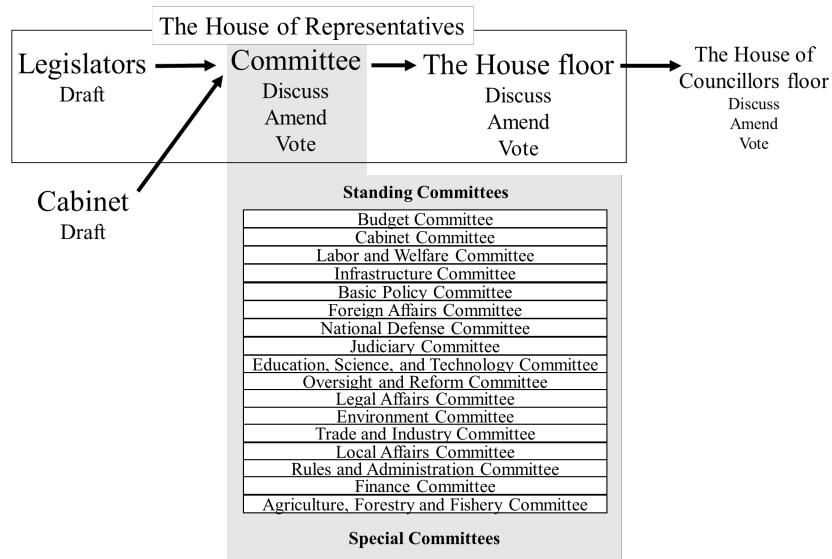 The House of Representatives
Legislators
Draft
Committee
Discuss
Amend
Vote
The House floor
Discuss
Amend
Vote
The House of
Councillors floor
Discuss
Amend
Vote
Cabinet
Draft
Standing Committees
Budget Committee
Cabinet Committee
Labor and Welfare Committee
Infrastructure Committee
Basic Policy Committee
Foreign Affairs Committee
National Defense Committee
Judiciary Committee
Education, Science, and Technology Committee
Oversight and Reform Committee
Legal Affairs Committee
Environment Committee
Trade and Industry Committee
Local Affairs Committee
Rules and Administration Committee
Finance Committee
Agriculture, Forestry and Fishery Committee
Special Committees